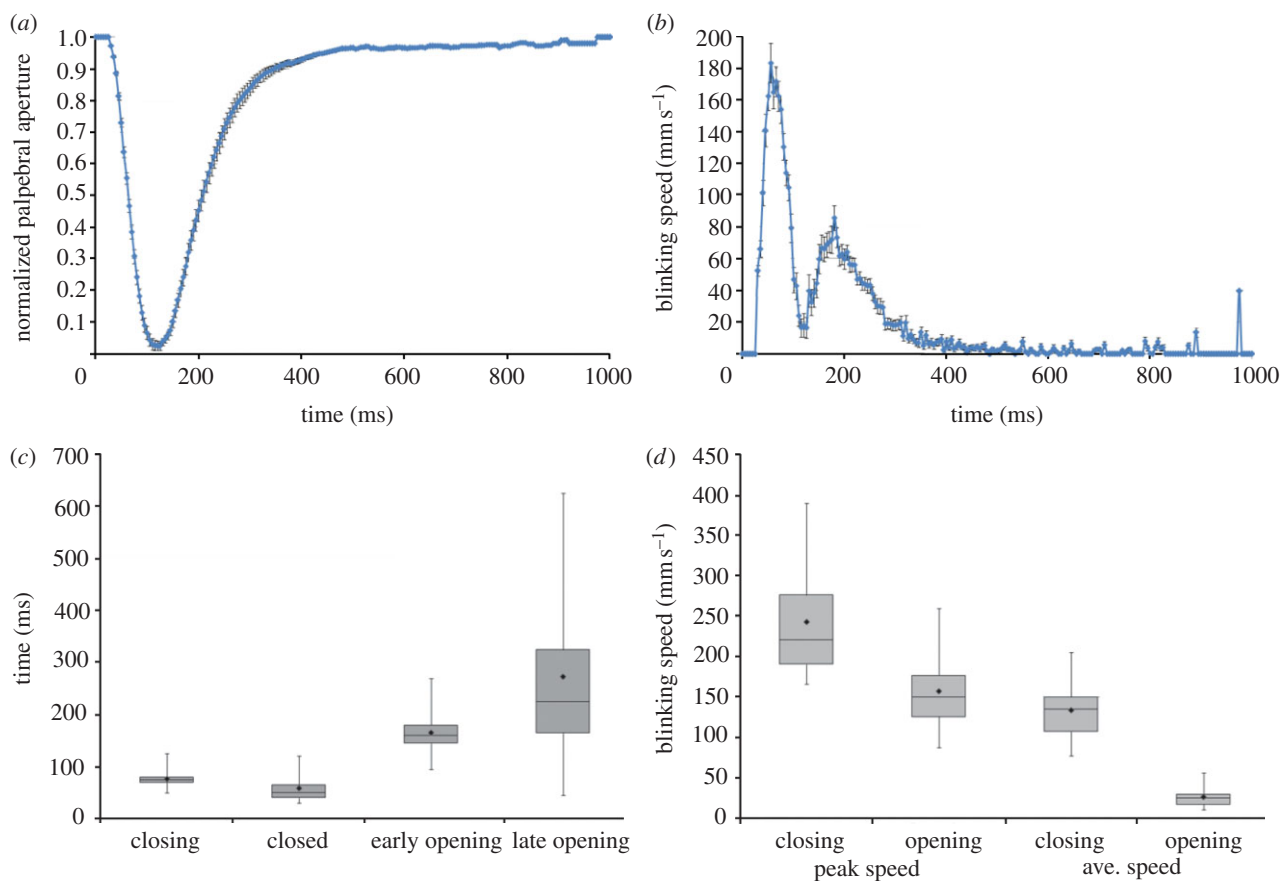 (a)
1.0
0.9
0.8
0.7
0.6
0.5
0.4
0.3
0.2
0.1
normalized palpebral aperture
0 200 400 600 800 1000
time (ms)
(b)
200
180
160
140
120
100
80
60
40
20
blinking speed (mm s−1)
0 200 400 600 800 1000
time (ms)
(c)
700
600
500
400
300
200
100
0
time (ms)
closing closed early opening late opening
(d)
450
400
350
300
250
200
150
100
50
0
blinking speed (mm s−1)
closing opening closing opening
peak speed ave. speed